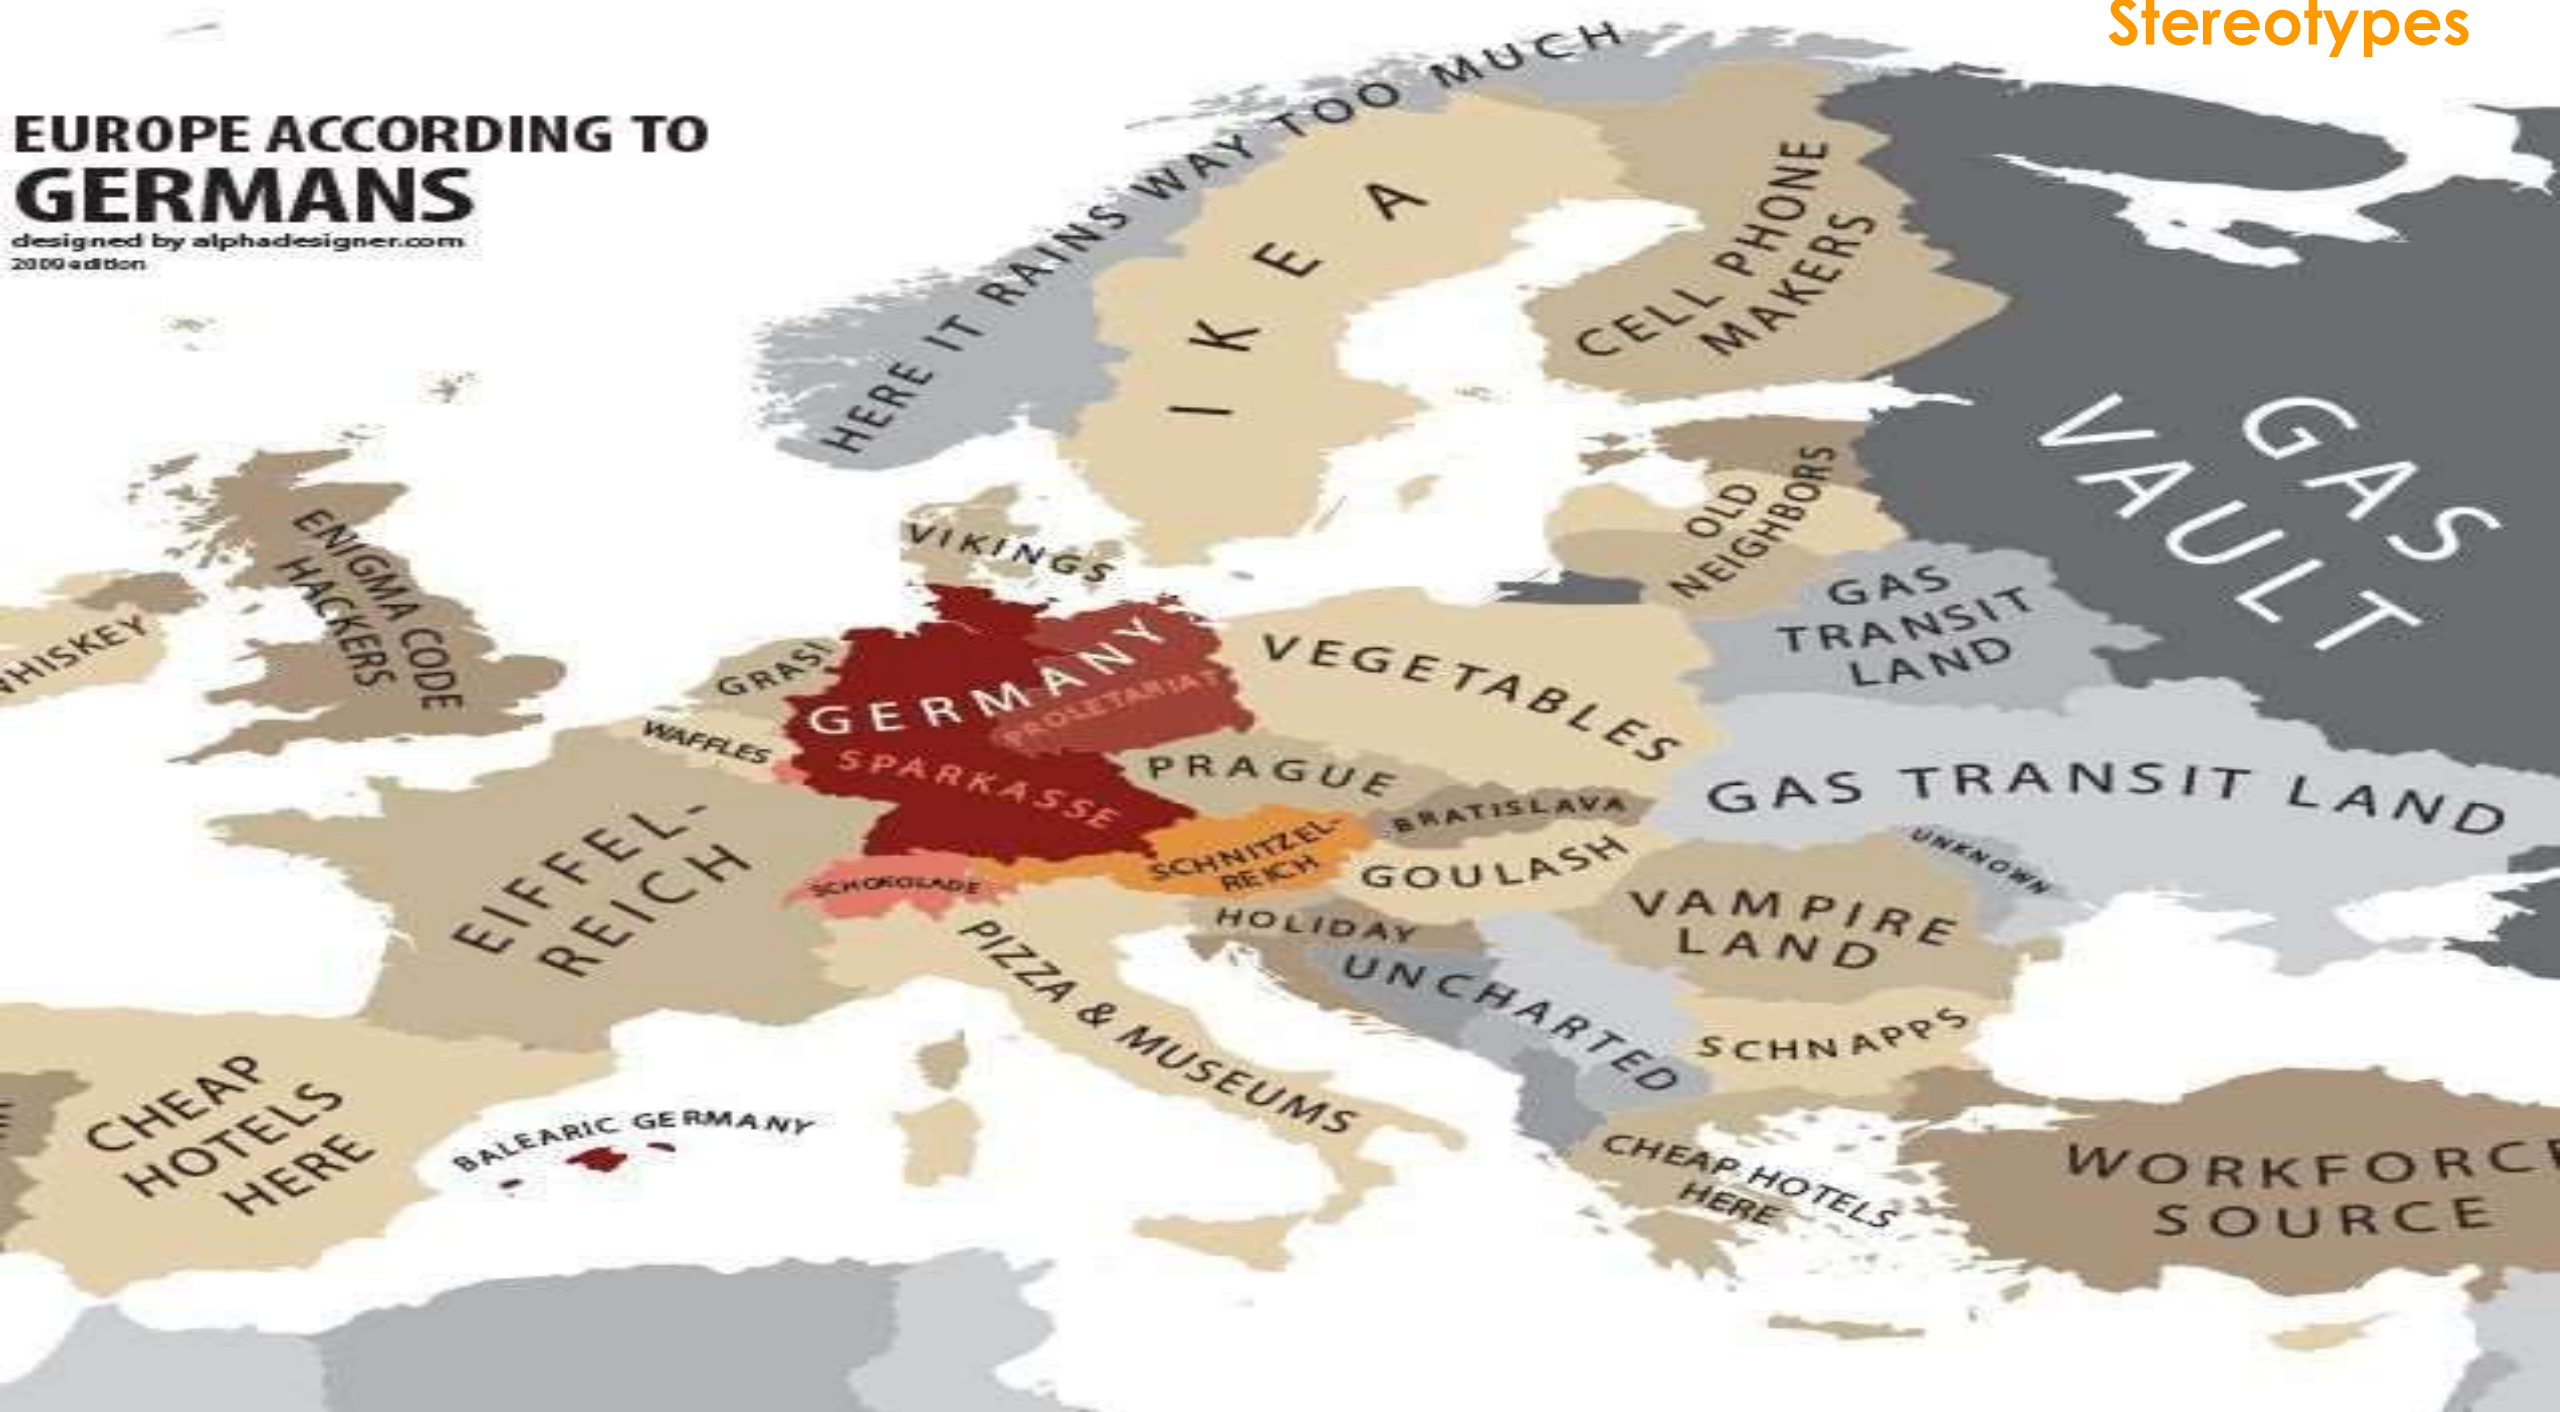 Stereotypes
EUROPE ACCORDING TO
GERMANS
designed by alphadesigner.com
2009 edition
HERE IT RAINS WAY TOO MUCH
I K E A
CELL PHONE
MAKERS
GAS
VAULT
OLD
NEIGHBORS
ENIGMA CODE
HACKERS
WHISKEY
VIKINGS
GAS
TRANSIT
LAND
GRAS!
GERMANY
PROLETARIAT
SPARKASSE
VEGETABLES
WAFFLES
PRAGUE
BRATISLAVA
GAS TRANSIT LAND
UNKNOWN
EIFFEL-
REICH
SCHOKOLADE
SCHNITZEL-
REICH
GOULASH
VAMPIRE
LAND
HOLIDAY
UNCHARTED
PIZZA & MUSEUMS
SCHNAPPS
CHEAP
HOTELS
HERE
BALEARIC GERMANY
CHEAP HOTELS
HERE
WORKFORCE
SOURCE